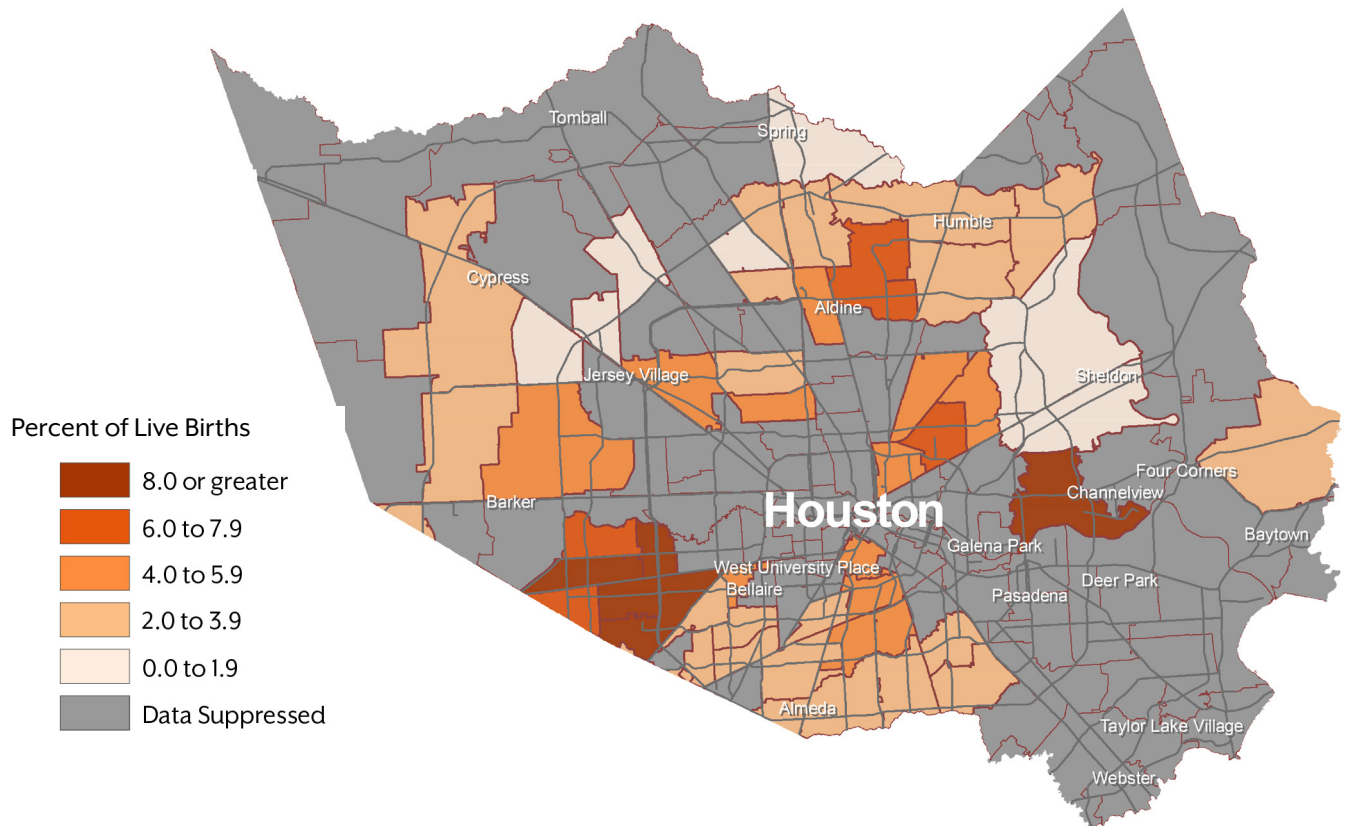 Tomball
Spring
Humble
Cypress
Aldine
Jersey Village
Sheldon
Percent of Live Births
8.0 or greater
6.0 to 7.9
4.0 to 5.9
2.0 to 3.9
0.0 to 1.9
Data Suppressed
Four Corners
Channelview
Barker
Houston
Baytown
Galena Park
West University Place
Bellaire
Deer Park
Pasadena
Almeda
Taylor Lake Village
Webster